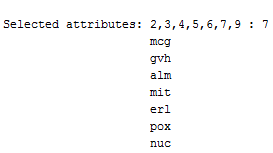 Selected attributes: 2,3,4,5,6,7,9 : 7
mcg
gvh
alm
mit
erl
pox
nuc